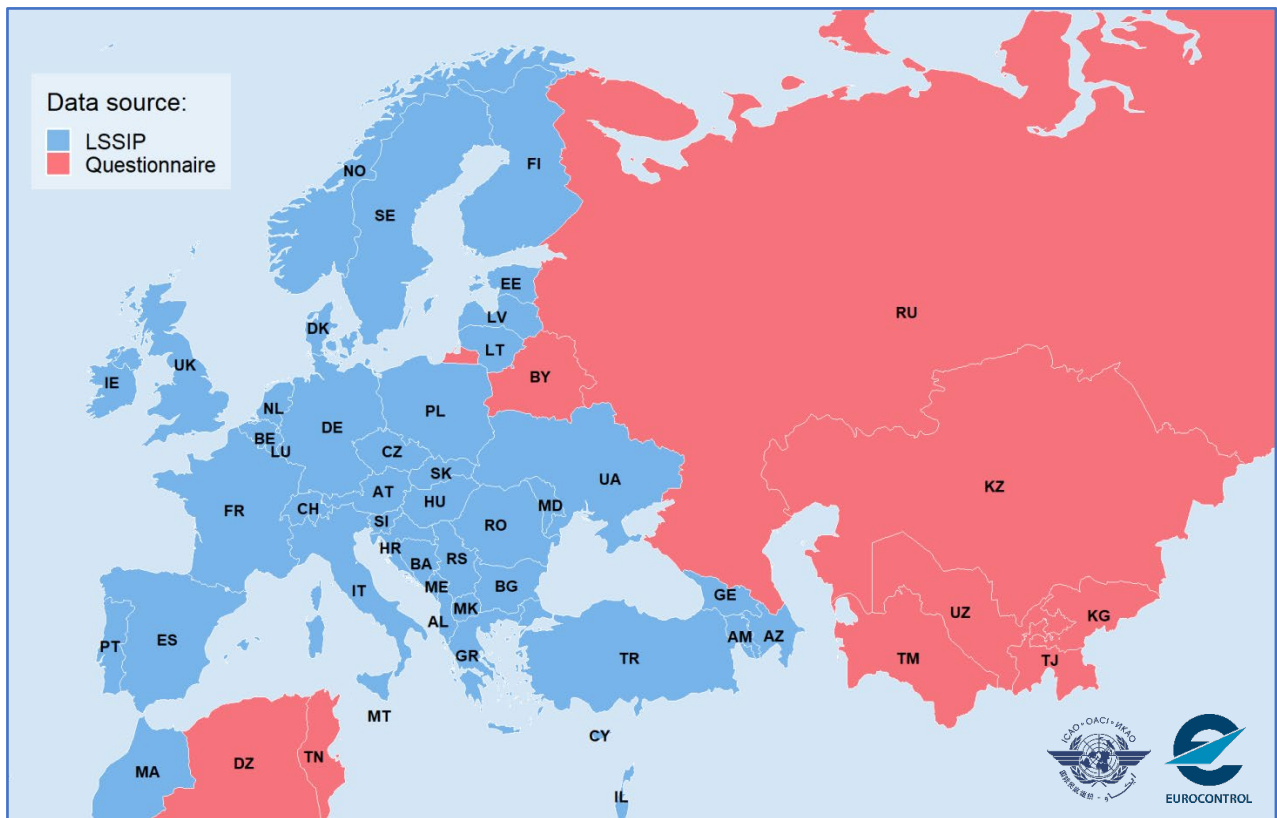 Data source:
LSSIP
Questionnaire
NO
FI
SE
EE
RU
LV
DK
LT
UK
IE
BY
NL
PL
DE
BE
LU
CZ
SK
UA
KZ
AT
HU
FR
CH
MD
SI
RO
HR
BA
RS
ME
BG
IT
GE
UZ
KG
MK
AL
AM
AZ
PT
ES
GR
TR
TM
TJ
MT
CY
TN
DZ
MA
IL
ICAO • OACI • ИКАО
EUROCONTROL